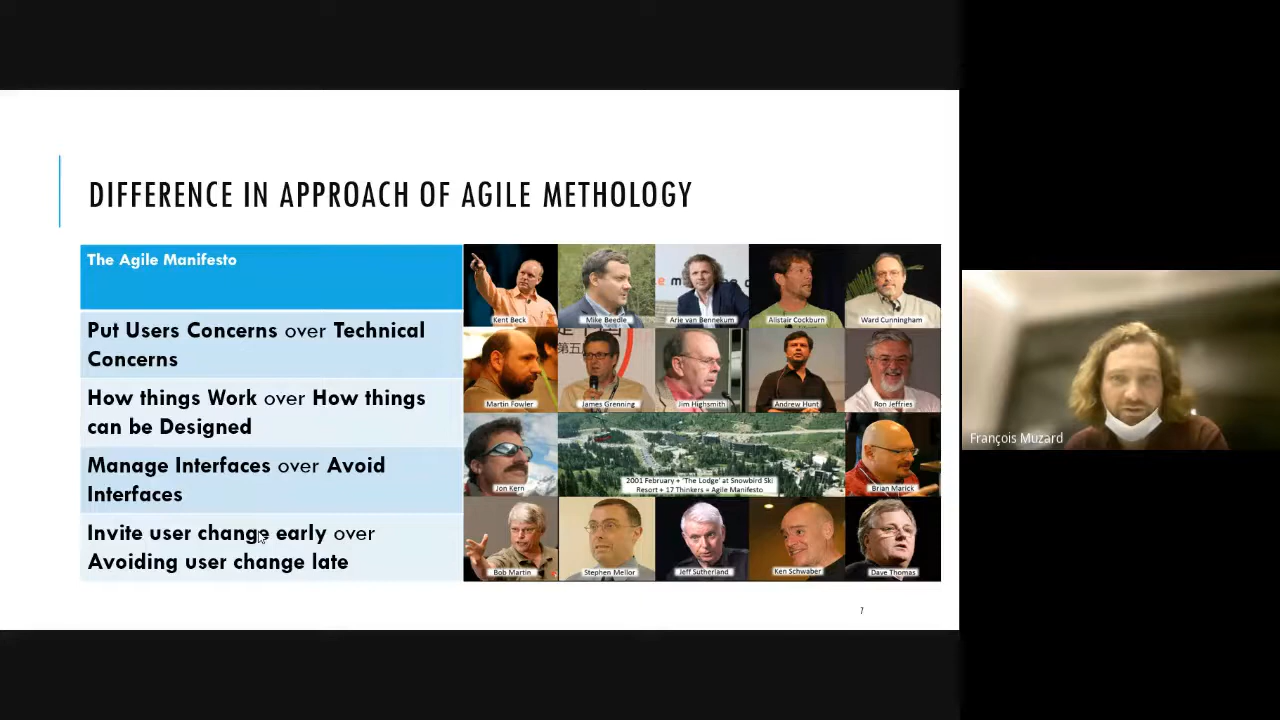 DIFFERENCE IN APPROACH OF AGILE METHOLOGY
The Agile Manifesto
Put Users Concerns over Technical
Concerns
How things Work over How things
can be Designed
Manage Interfaces over Avoid
Interfaces
Invite user change early over
Avoiding user change late
Kent Beck
Mike Beedle
Arie van Bennekum
Alistair Cockburn
Ward Cunningham
第五
Martin Fowler
James Grenning
Jim Highsmith
Andrew Hunt
Ron Jeffries
Jon Kern
2001 February + 'The Lodge' at Snowbird Ski
Resort + 17 Thinkers = Agile Manifesto
Brian Marick
Bob Martin
Stephen Mellor
Jeff Sutherland
Ken Schwaber
Dave Thomas
7
François Muzard